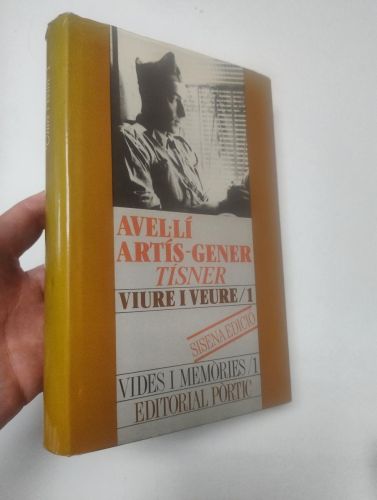 AVEL·LÍ
ARTÍS-GENER
TÍSNER
VIURE I VEURE/1
SISENA EDICIÓ
VIDES I MEMÒRIES/1
EDITORIAL PÒRTIC